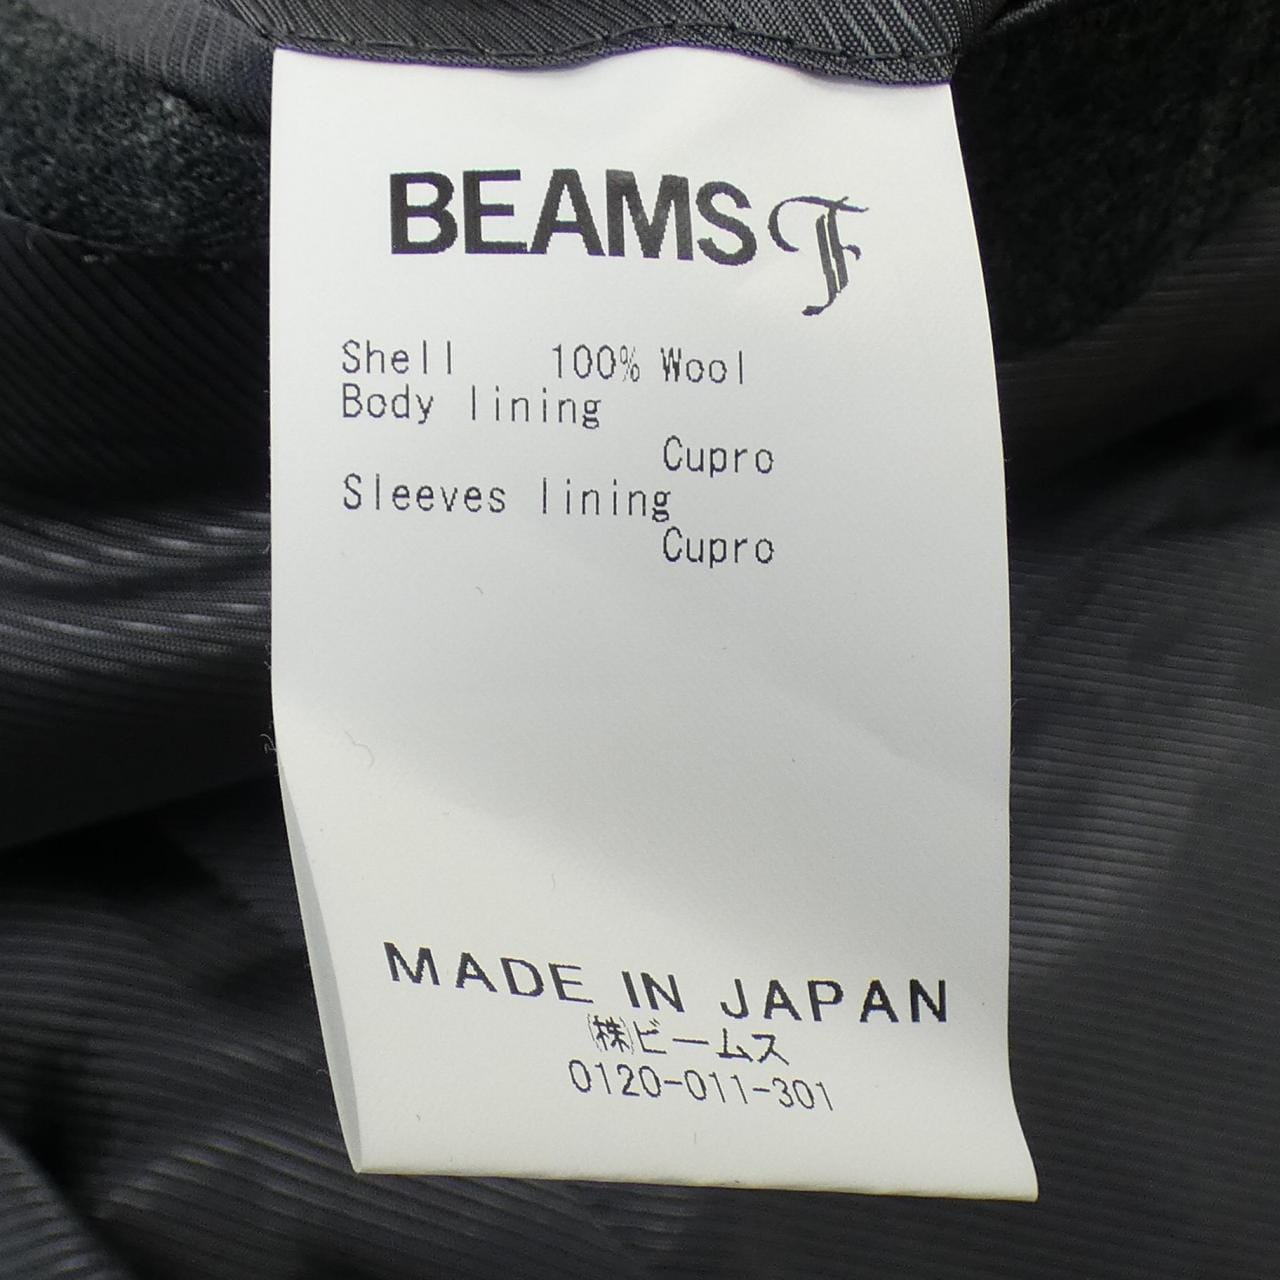 BEAMS F
Shell 100% Wool
Body lining
Cupro
Sleeves lining
Cupro
MADE IN JAPAN
(株)ビームス
0120-011-301